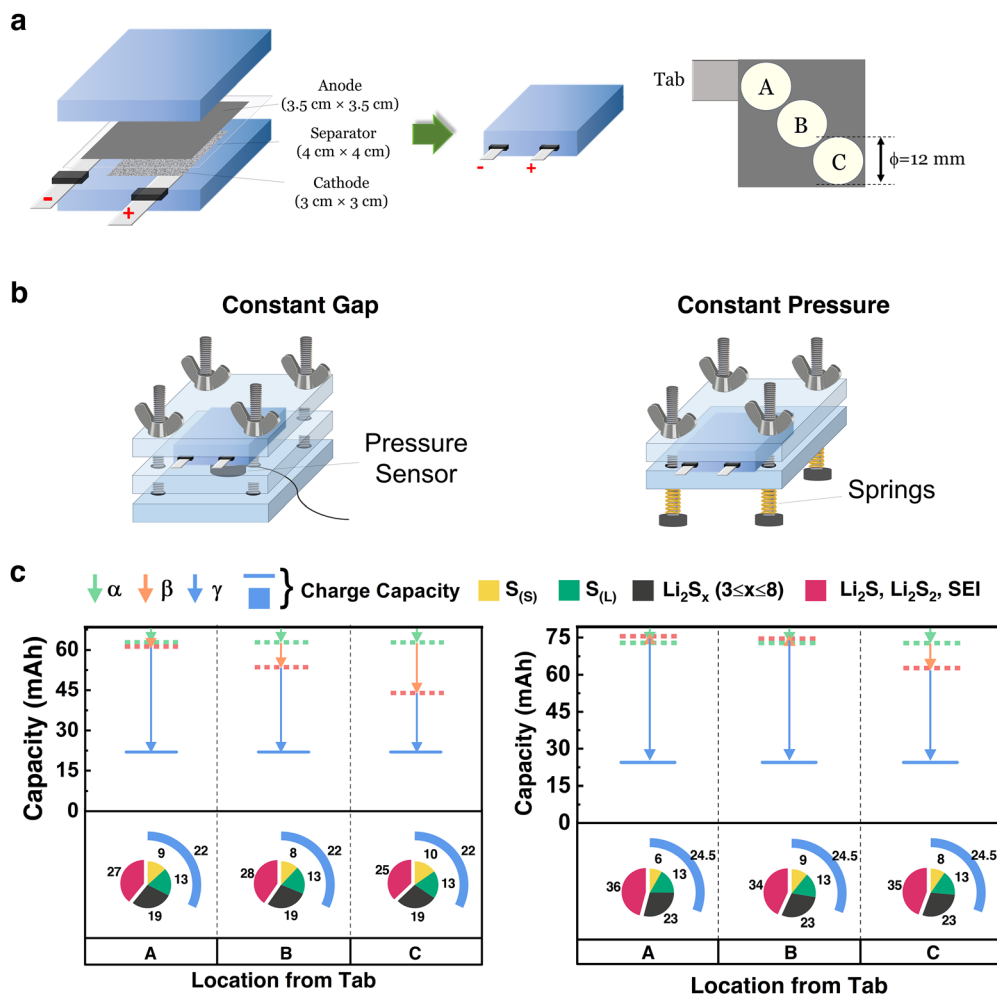 a
Anode
(3.5 cm × 3.5 cm)
Separator
(4 cm × 4 cm)
Cathode
(3 cm × 3 cm)
-
+
-
+
Tab
A
B
C
ϕ=12 mm
b
Constant Gap
Constant Pressure
Pressure
Sensor
Springs
c
α β γ } Charge Capacity S(S) S(L) Li₂Sₓ (3≤x≤8) Li₂S, Li₂S₂, SEI
Capacity (mAh)
60
45
30
15
0
9 22
27 13
19
8 22
28 13
19
10 22
25 13
19
A B C
Location from Tab
Capacity (mAh)
75
60
45
30
15
0
6 24.5
36 13
23
9 24.5
34 13
23
8 24.5
35 13
23
A B C
Location from Tab